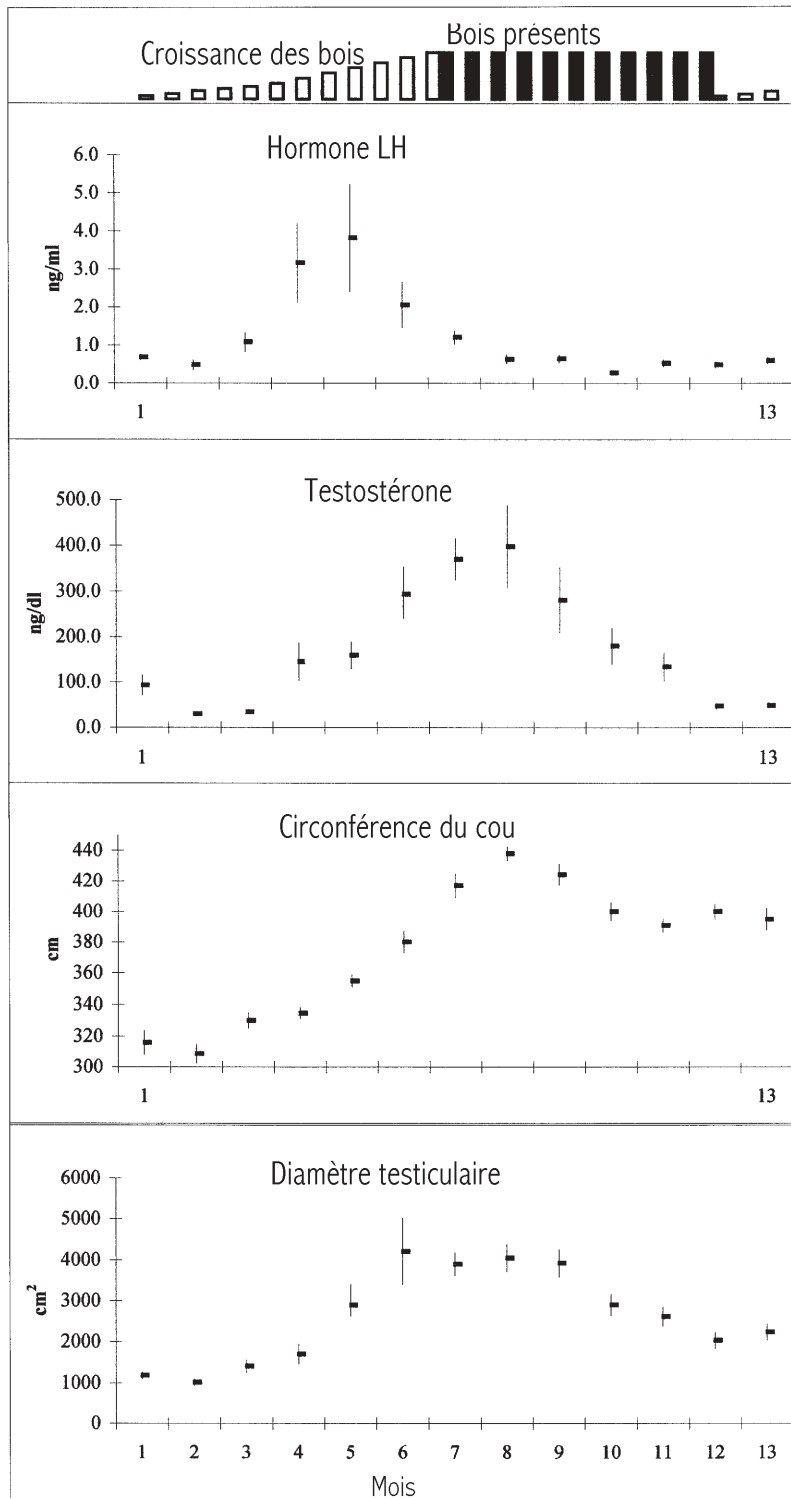 Croissance des bois
Bois présents
Hormone LH
6.0
5.0
4.0
3.0
2.0
1.0
0.0
ng/ml
1 13
Testostérone
500.0
400.0
300.0
200.0
100.0
0.0
ng/dl
1 13
Circonférence du cou
440
420
400
380
360
340
320
300
cm
1 13
Diamètre testiculaire
6000
5000
4000
3000
2000
1000
0
cm²
1 2 3 4 5 6 7 8 9 10 11 12 13
Mois